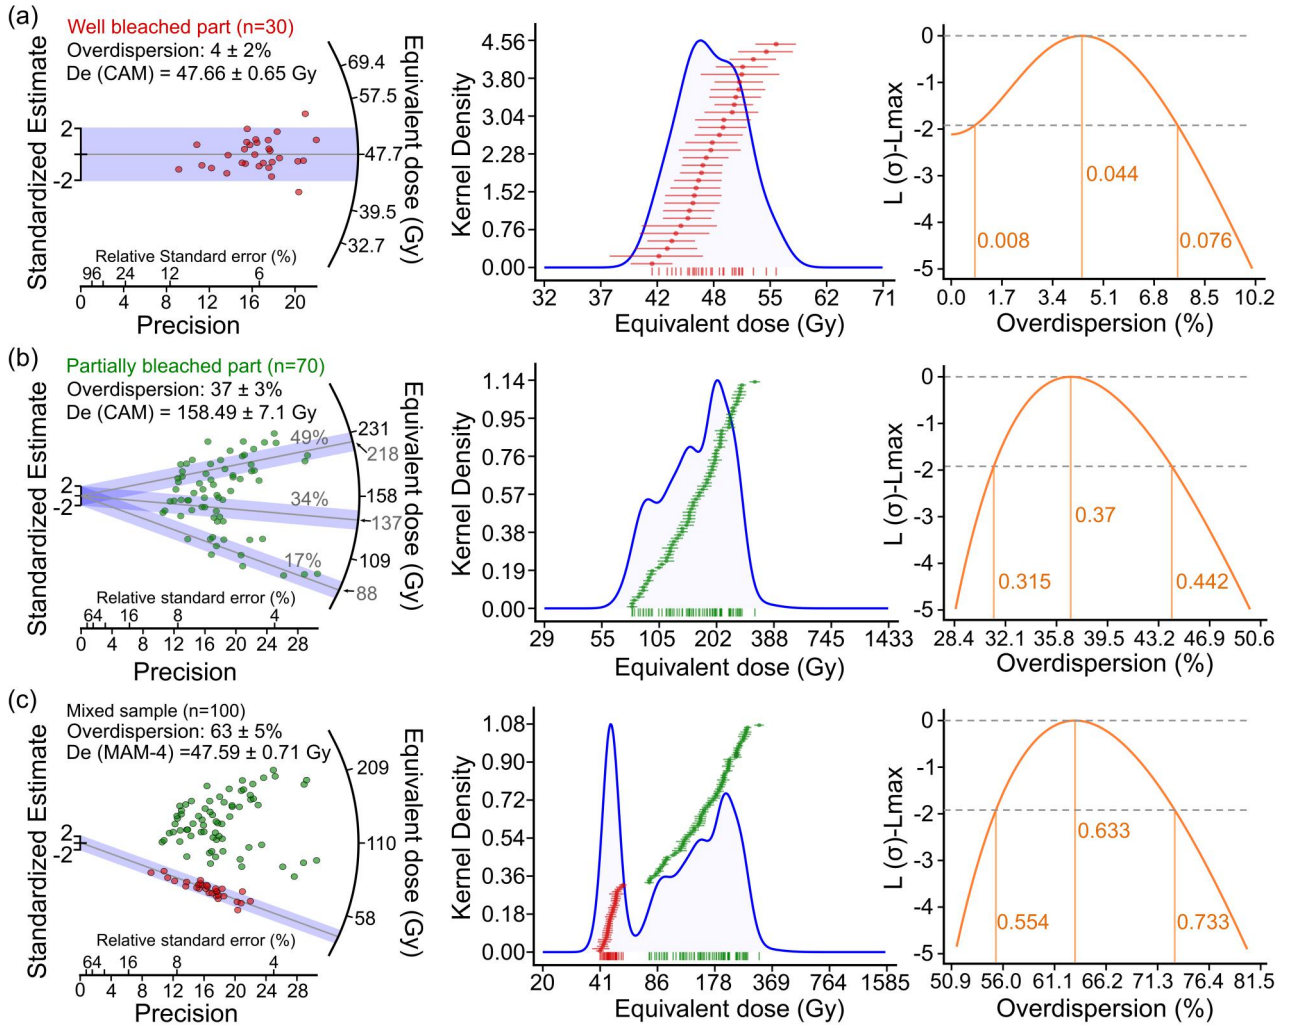 (a)
Well bleached part (n=30)
Overdispersion: 4 ± 2%
De (CAM) = 47.66 ± 0.65 Gy
Standardized Estimate
2
-2
69.4
57.5
47.7
39.5
32.7
Equivalent dose (Gy)
Relative Standard error (%)
96 24 12 6
0 4 8 12 16 20
Precision
Kernel Density
4.56
3.80
3.04
2.28
1.52
0.76
0.00
32 37 42 48 55 62 71
Equivalent dose (Gy)
L (σ)-Lmax
0
-1
-2
-3
-4
-5
0.044
0.008
0.076
0.0 1.7 3.4 5.1 6.8 8.5 10.2
Overdispersion (%)
(b)
Partially bleached part (n=70)
Overdispersion: 37 ± 3%
De (CAM) = 158.49 ± 7.1 Gy
Standardized Estimate
2
-2
49%
34%
17%
231
218
158
137
109
88
Equivalent dose (Gy)
Relative Standard error (%)
64 16 8 4
0 4 8 12 16 20 24 28
Precision
Kernel Density
1.14
0.95
0.76
0.57
0.38
0.19
0.00
29 55 105 202 388 745 1433
Equivalent dose (Gy)
L (σ)-Lmax
0
-1
-2
-3
-4
-5
0.37
0.315
0.442
28.4 32.1 35.8 39.5 43.2 46.9 50.6
Overdispersion (%)
(c)
Mixed sample (n=100)
Overdispersion: 63 ± 5%
De (MAM-4) =47.59 ± 0.71 Gy
Standardized Estimate
2
-2
209
110
58
Equivalent dose (Gy)
Relative standard error (%)
64 16 8 4
0 4 8 12 16 20 24 28
Precision
Kernel Density
1.08
0.90
0.72
0.54
0.36
0.18
0.00
20 41 86 178 369 764 1585
Equivalent dose (Gy)
L (σ)-Lmax
0
-1
-2
-3
-4
-5
0.633
0.554
0.733
50.9 56.0 61.1 66.2 71.3 76.4 81.5
Overdispersion (%)